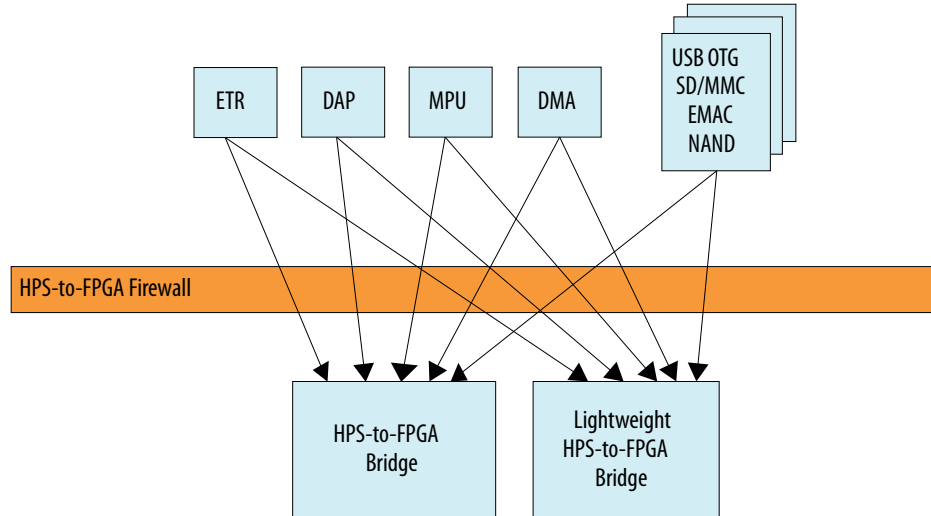 ETR
DAP
MPU
DMA
USB OTG
SD/MMC
EMAC
NAND
HPS-to-FPGA Firewall
HPS-to-FPGA
Bridge
Lightweight
HPS-to-FPGA
Bridge